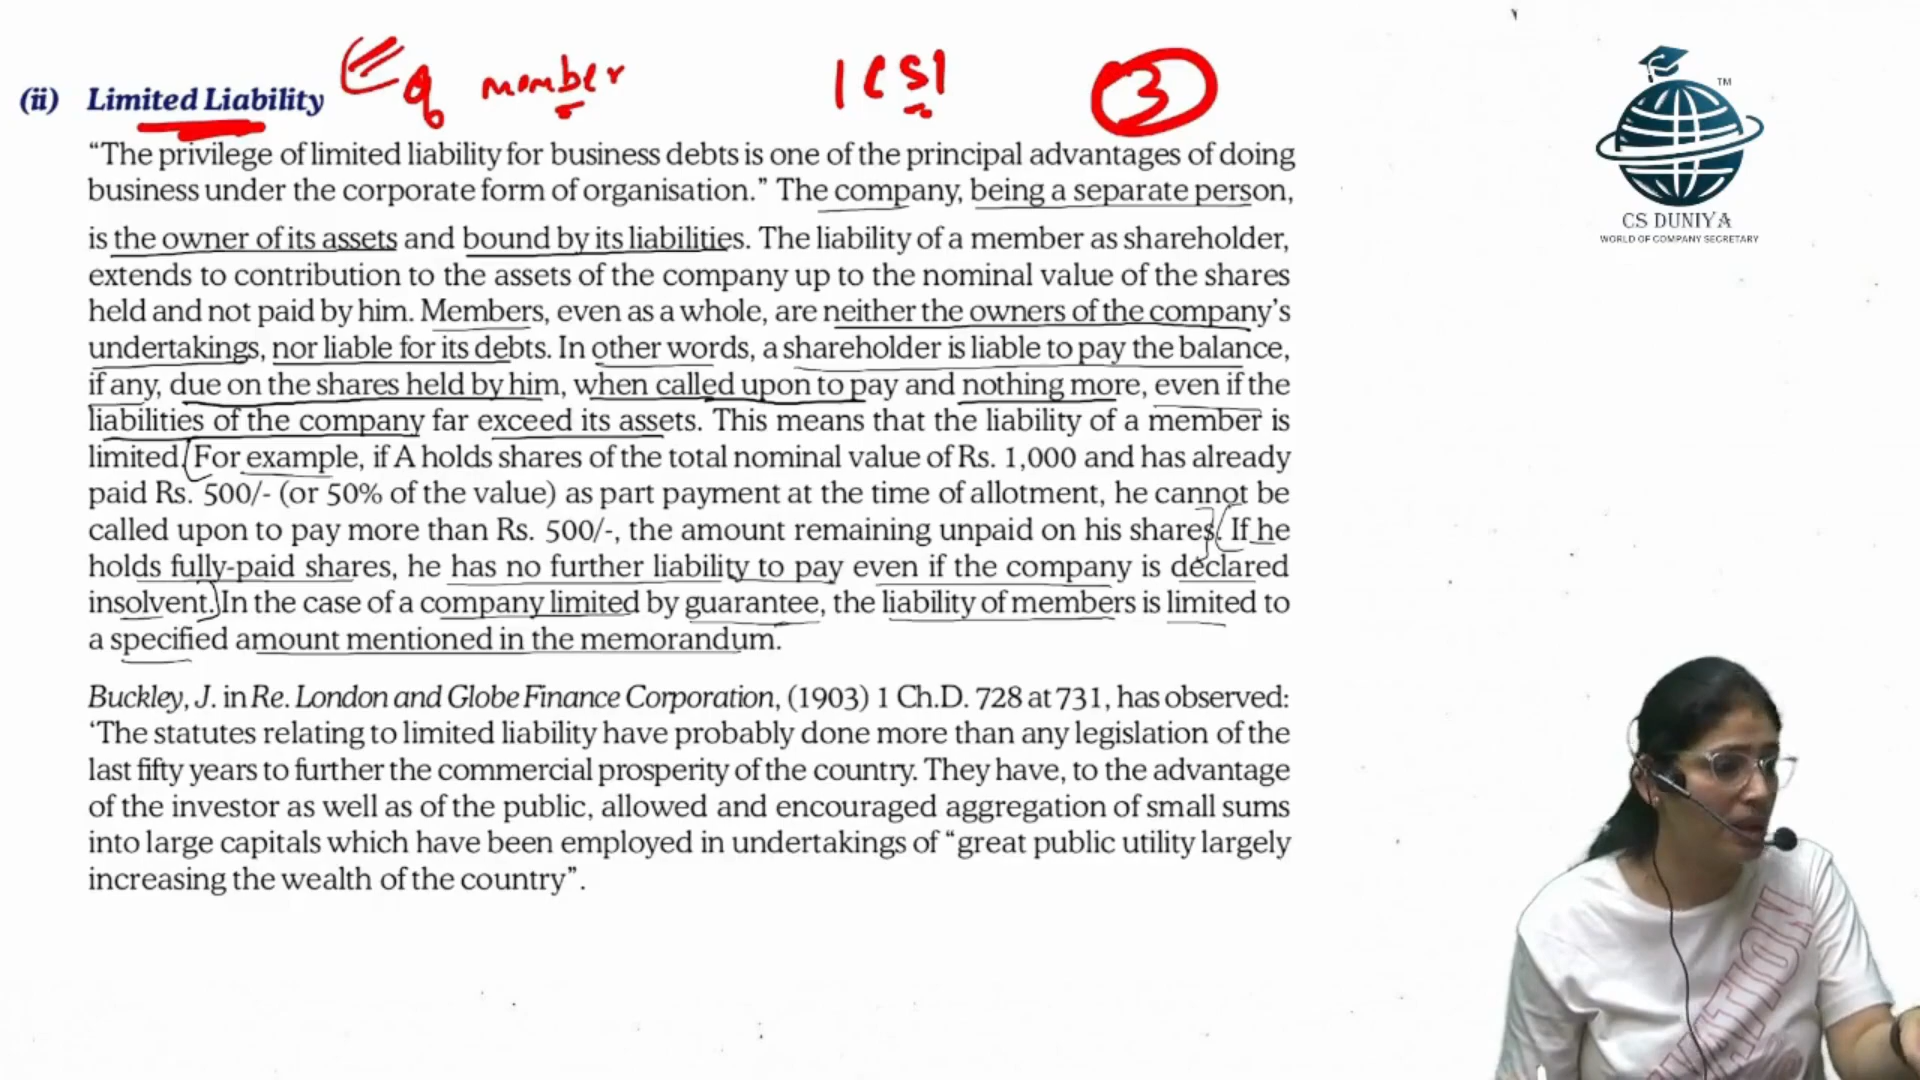 (ii) Limited Liability of member ICSI 3
“The privilege of limited liability for business debts is one of the principal advantages of doing
business under the corporate form of organisation.” The company, being a separate person,
is the owner of its assets and bound by its liabilities. The liability of a member as shareholder,
extends to contribution to the assets of the company up to the nominal value of the shares
held and not paid by him. Members, even as a whole, are neither the owners of the company’s
undertakings, nor liable for its debts. In other words, a shareholder is liable to pay the balance,
if any, due on the shares held by him, when called upon to pay and nothing more, even if the
liabilities of the company far exceed its assets. This means that the liability of a member is
limited. For example, if A holds shares of the total nominal value of Rs. 1,000 and has already
paid Rs. 500/- (or 50% of the value) as part payment at the time of allotment, he cannot be
called upon to pay more than Rs. 500/-, the amount remaining unpaid on his shares. If he
holds fully-paid shares, he has no further liability to pay even if the company is declared
insolvent. In the case of a company limited by guarantee, the liability of members is limited to
a specified amount mentioned in the memorandum.
Buckley, J. in Re. London and Globe Finance Corporation, (1903) 1 Ch.D. 728 at 731, has observed:
‘The statutes relating to limited liability have probably done more than any legislation of the
last fifty years to further the commercial prosperity of the country. They have, to the advantage
of the investor as well as of the public, allowed and encouraged aggregation of small sums
into large capitals which have been employed in undertakings of “great public utility largely
increasing the wealth of the country”.
TM
CS DUNIYA
WORLD OF COMPANY SECRETARY